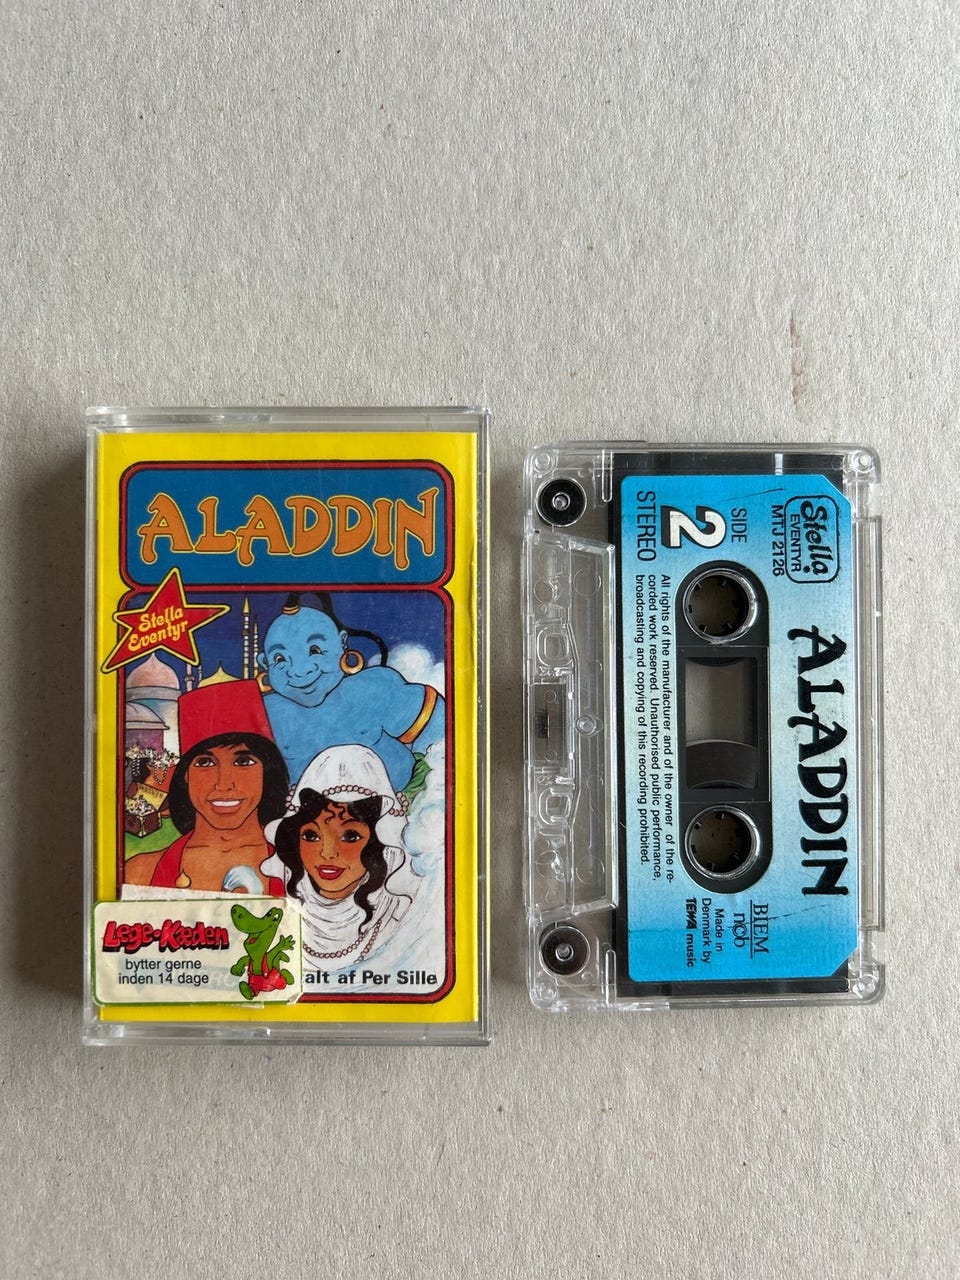 ALADDIN
Stella
Eventyr
Lege-Kæden
bytter gerne
inden 14 dage
alt af Per Sille
Stella
EVENTYR
MTJ 2126
SIDE
2
STEREO
ALADDIN
All rights of the manufacturer and of the owner of the re-
corded work reserved. Unauthorised public performance,
broadcasting and copying of this recording prohibited.
BIEM
ncb
Made in
Denmark by
TEWA music